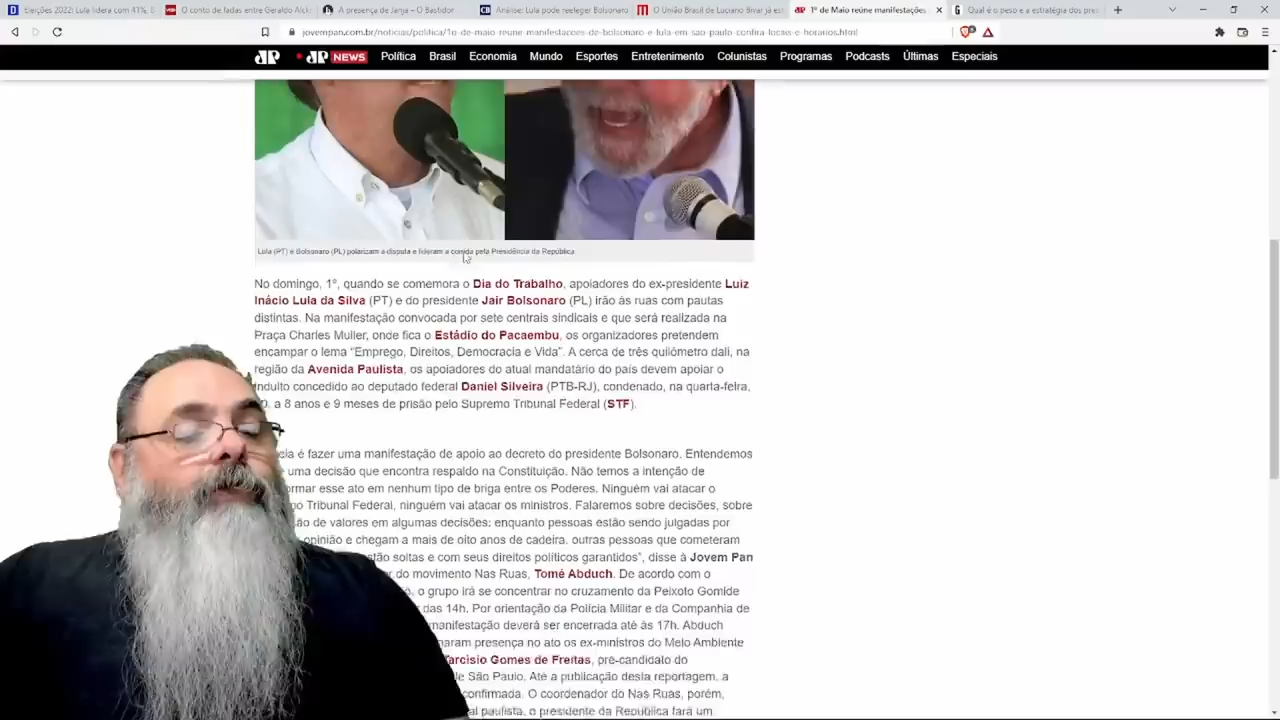 Eleições 2022: Lula lidera com 41%, B
O conto de fadas entre Geraldo Alckm
A presença de Janja – O Bastidor
Análise: Lula pode reeleger Bolsonaro
O União Brasil de Luciano Bivar já es
1º de Maio reúne manifestações
Qual é o peso e a estratégia dos pres
jovempan.com.br/noticias/politica/1o-de-maio-reune-manifestacoes-de-bolsonaro-e-lula-em-sao-paulo-confira-locais-e-horarios.html
JP JP NEWS Política Brasil Economia Mundo Esportes Entretenimento Colunistas Programas Podcasts Últimas Especiais
Lula (PT) e Bolsonaro (PL) polarizam a disputa e lideram a corrida pela Presidência da República
No domingo, 1º, quando se comemora o Dia do Trabalho, apoiadores do ex-presidente Luiz
Inácio Lula da Silva (PT) e do presidente Jair Bolsonaro (PL) irão às ruas com pautas
distintas. Na manifestação convocada por sete centrais sindicais e que será realizada na
Praça Charles Muller, onde fica o Estádio do Pacaembu, os organizadores pretendem
encampar o lema “Emprego, Direitos, Democracia e Vida”. A cerca de três quilômetro dali, na
região da Avenida Paulista, os apoiadores do atual mandatário do país devem apoiar o
indulto concedido ao deputado federal Daniel Silveira (PTB-RJ), condenado, na quarta-feira,
a 8 anos e 9 meses de prisão pelo Supremo Tribunal Federal (STF).
é fazer uma manifestação de apoio ao decreto do presidente Bolsonaro. Entendemos
uma decisão que encontra respaldo na Constituição. Não temos a intenção de
ormar esse ato em nenhum tipo de briga entre os Poderes. Ninguém vai atacar o
Tribunal Federal, ninguém vai atacar os ministros. Falaremos sobre decisões, sobre
de valores em algumas decisões: enquanto pessoas estão sendo julgadas por
opinião e chegam a mais de oito anos de cadeira, outras pessoas que cometeram
estão soltas e com seus direitos políticos garantidos”, disse à Jovem Pan
do movimento Nas Ruas, Tomé Abduch. De acordo com o
o grupo irá se concentrar no cruzamento da Peixoto Gomide
das 14h. Por orientação da Polícia Militar e da Companhia de
manifestação deverá ser encerrada até às 17h. Abduch
presença no ato os ex-ministros do Meio Ambiente
Tarcísio Gomes de Freitas, pré-candidato do
de São Paulo. Até a publicação desta reportagem, a
confirmada. O coordenador do Nas Ruas, porém,
paulista, o presidente da República fará um